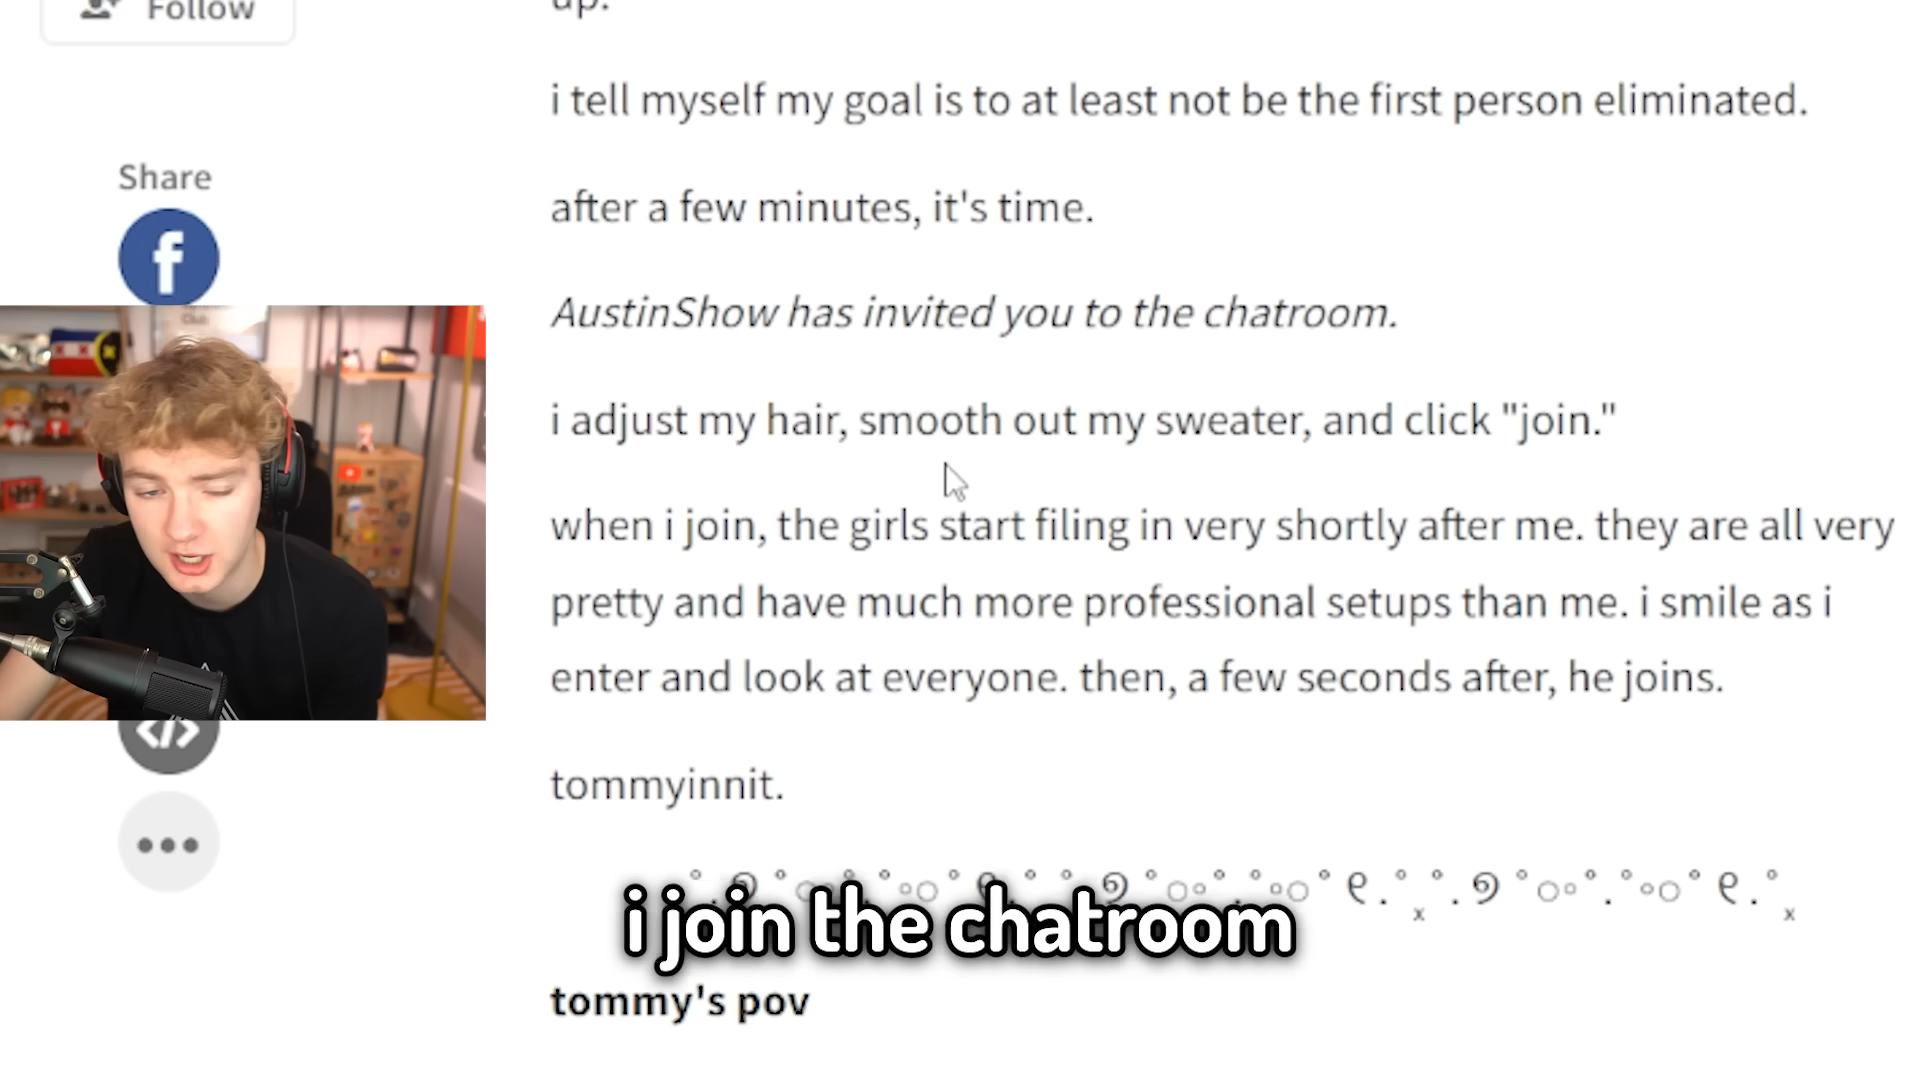 Follow
up.
i tell myself my goal is to at least not be the first person eliminated.
Share
after a few minutes, it's time.
AustinShow has invited you to the chatroom.
i adjust my hair, smooth out my sweater, and click "join."
when i join, the girls start filing in very shortly after me. they are all very
pretty and have much more professional setups than me. i smile as i
enter and look at everyone. then, a few seconds after, he joins.
tommyinnit.
i join the chatroom
tommy's pov